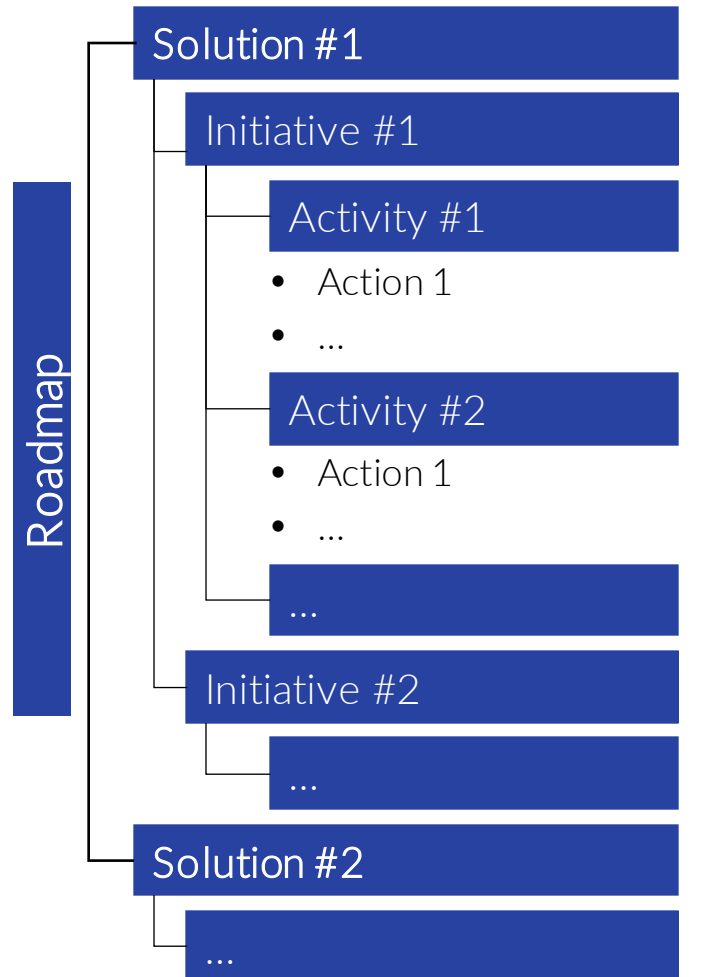 Roadmap
Solution #1
Initiative #1
Activity #1
• Action 1
• ...
Activity #2
• Action 1
• ...
...
Initiative #2
...
Solution #2
...